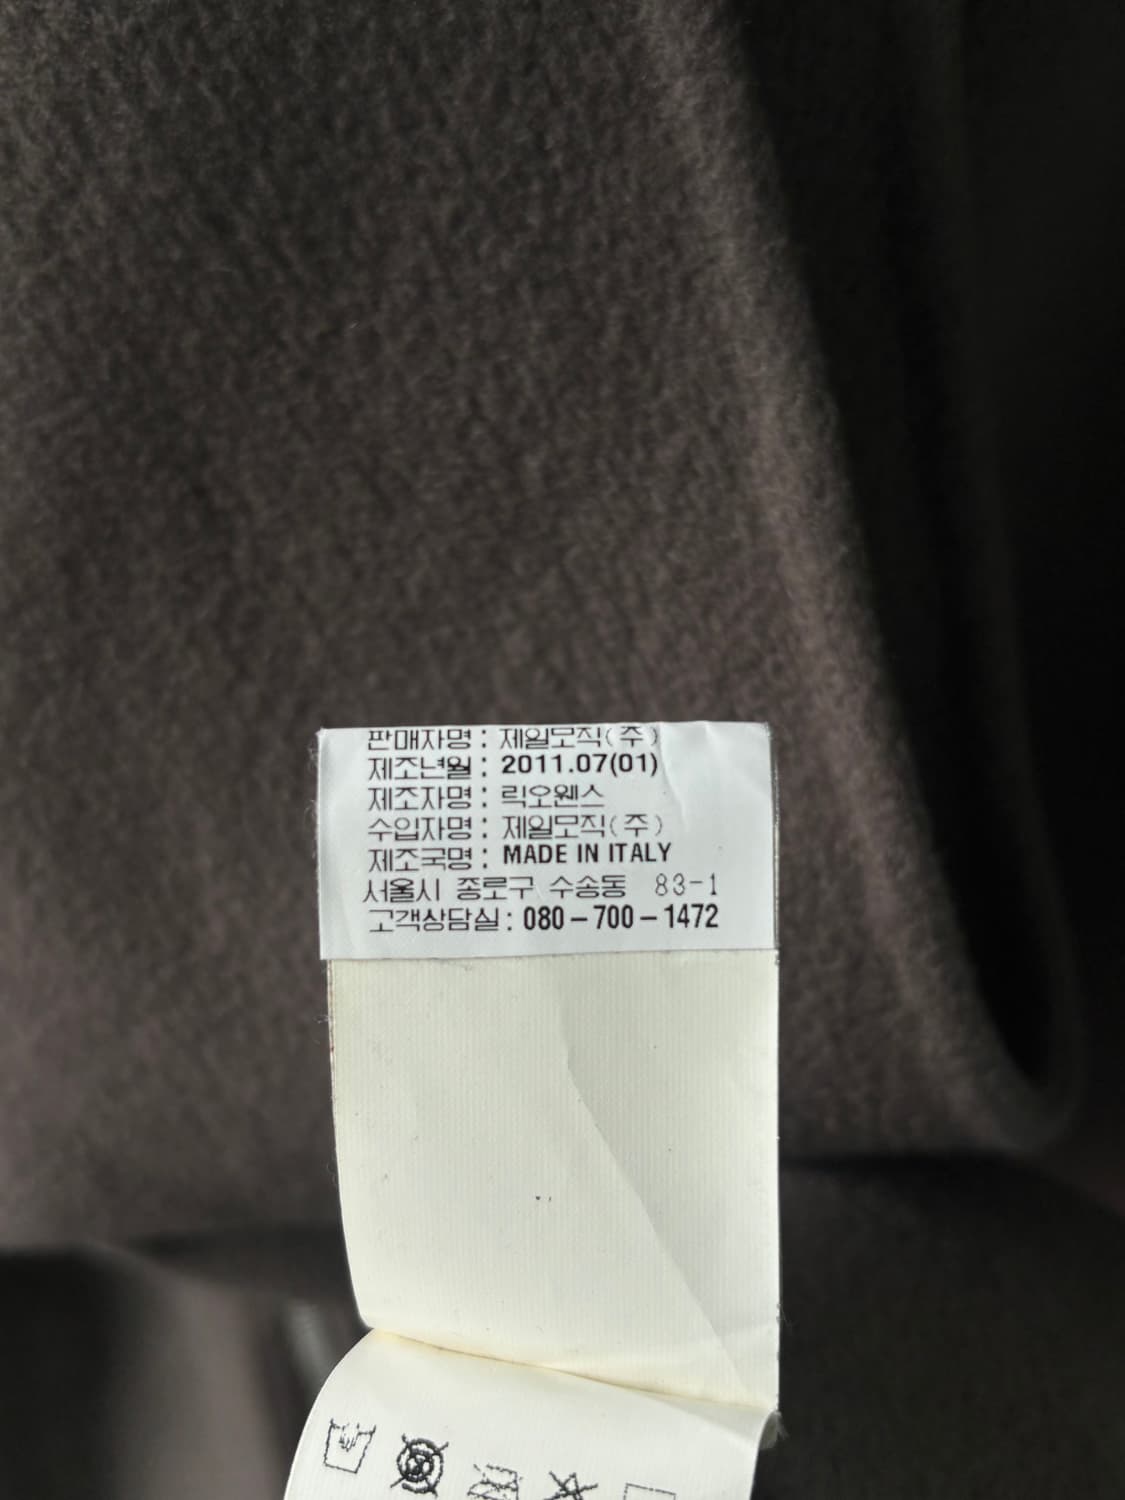 판매자명 : 제일모직(주)
제조년월 : 2011.07(01)
제조자명 : 릭오웬스
수입자명 : 제일모직(주)
제조국명 : MADE IN ITALY
서울시 종로구 수송동 83-1
고객상담실 : 080-700-1472